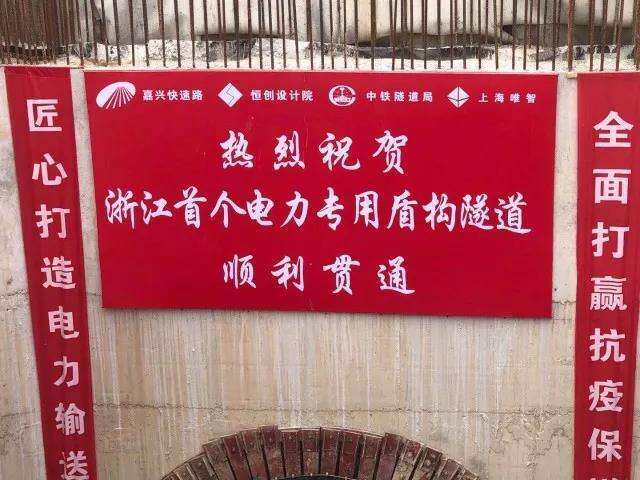 嘉兴快速路 恒创设计院 中铁隧道局 上海唯智
热烈祝贺
浙江首个电力专用盾构隧道
顺利贯通
匠心打造电力输送
全面打赢抗疫保